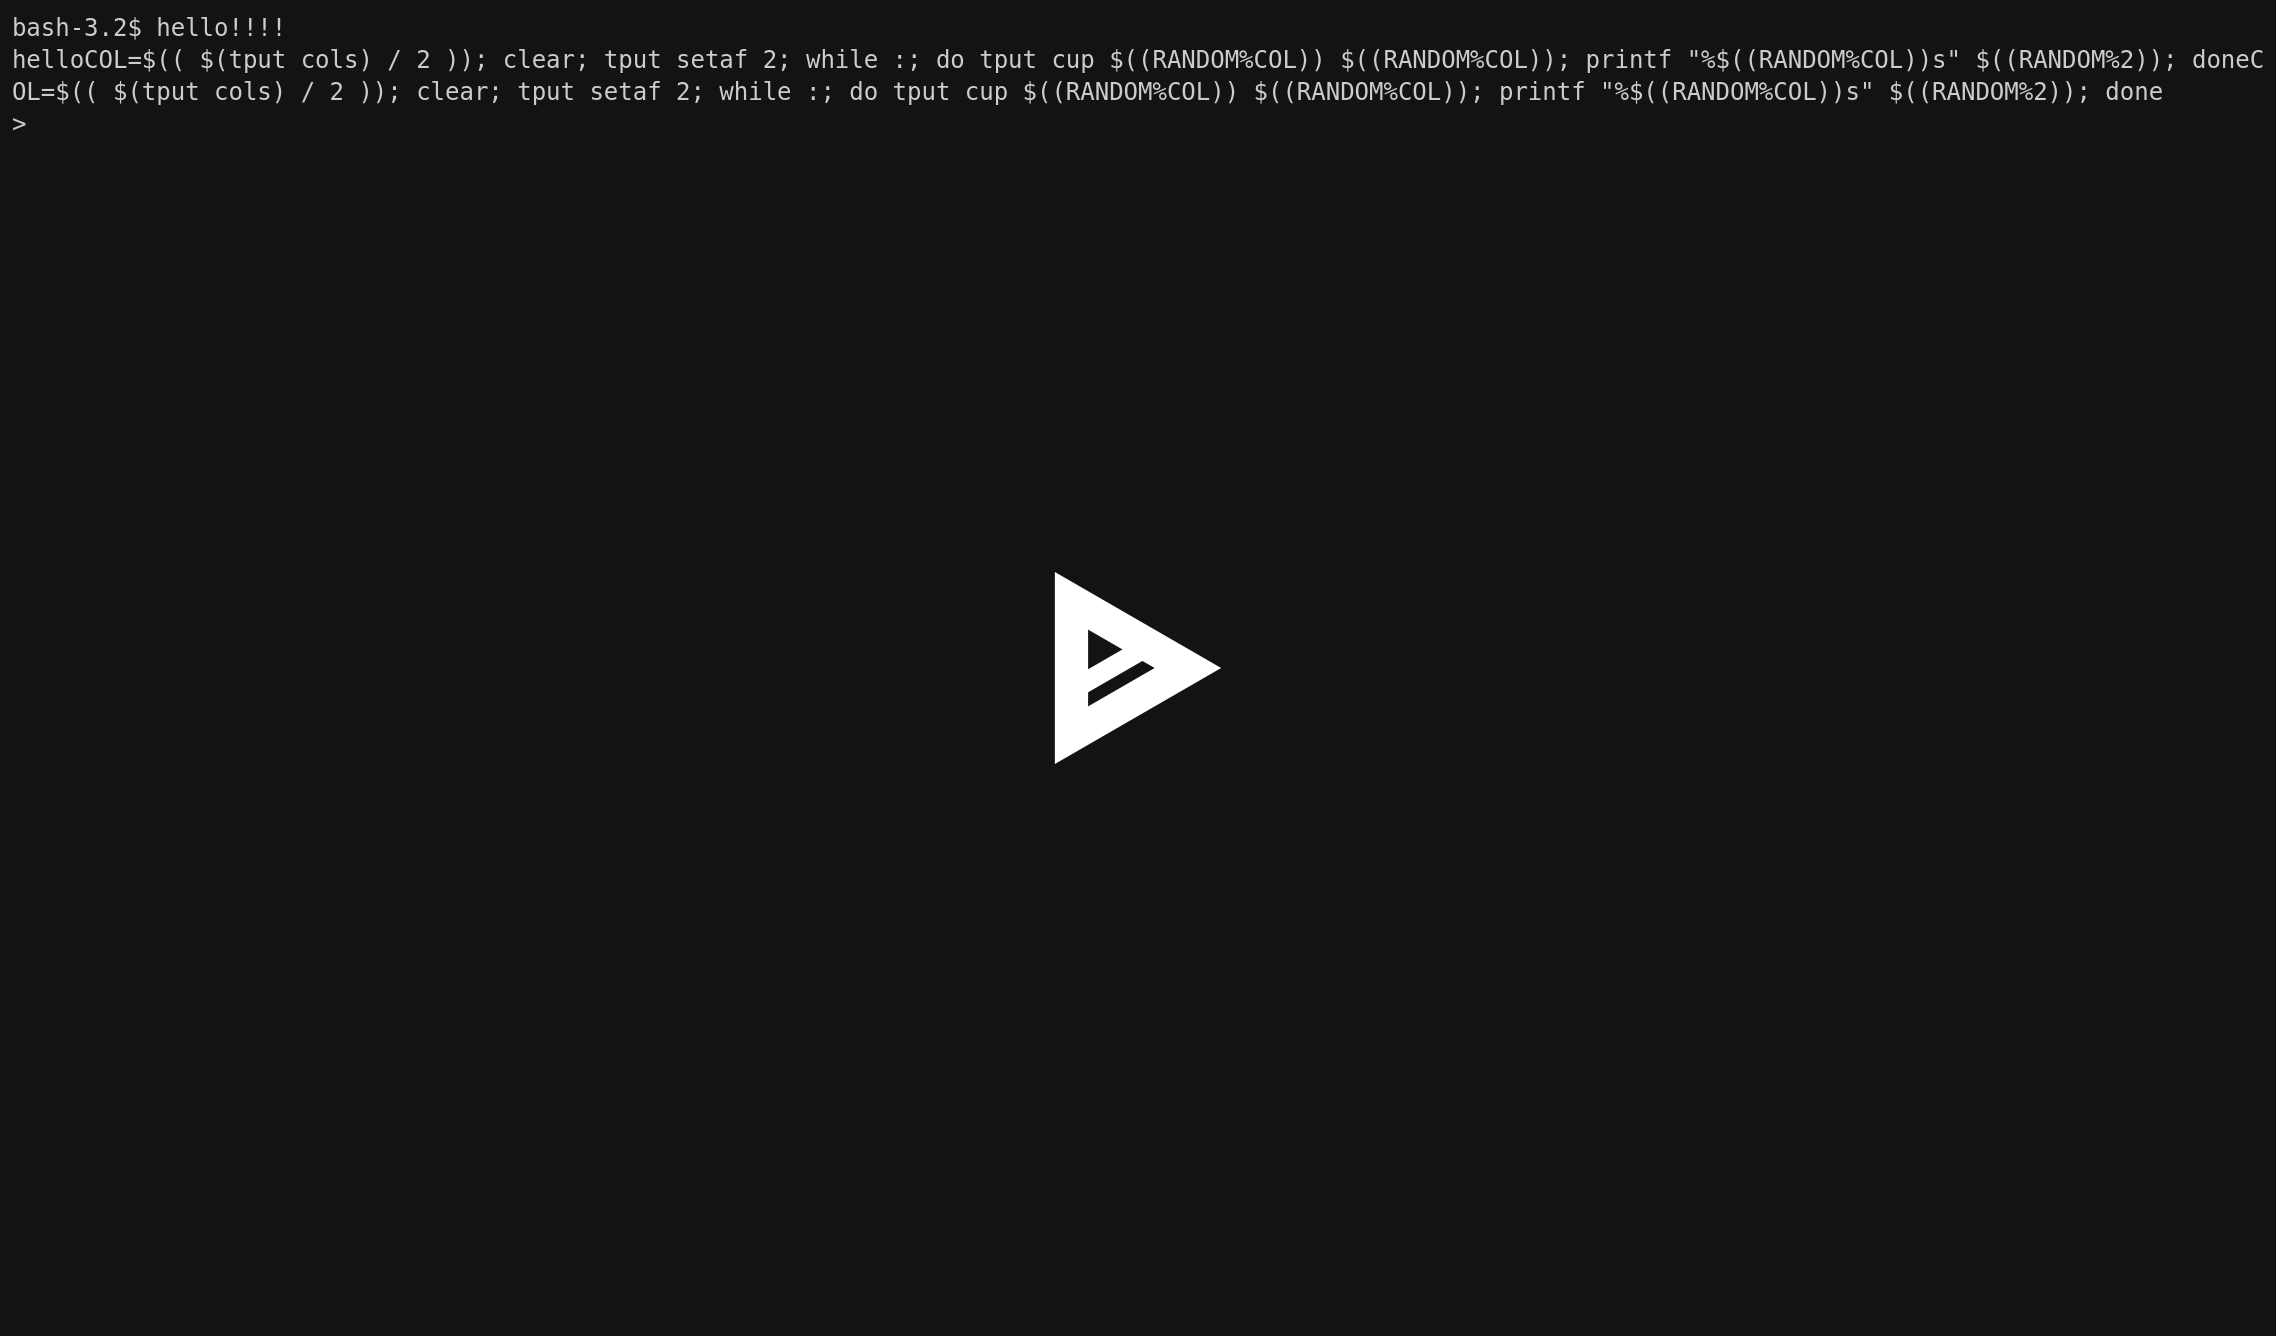 bash-3.2$ hello!!!!
helloCOL=$(( $(tput cols) / 2 )); clear; tput setaf 2; while :; do tput cup $((RANDOM%COL)) $((RANDOM%COL)); printf "%$((RANDOM%COL))s" $((RANDOM%2)); doneC
OL=$(( $(tput cols) / 2 )); clear; tput setaf 2; while :; do tput cup $((RANDOM%COL)) $((RANDOM%COL)); printf "%$((RANDOM%COL))s" $((RANDOM%2)); done
>